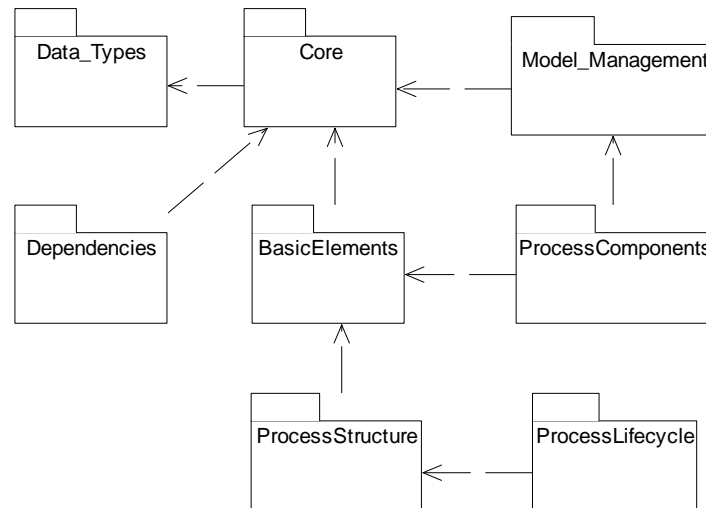 Data_Types
Core
Model_Management
Dependencies
BasicElements
ProcessComponents
ProcessStructure
ProcessLifecycle